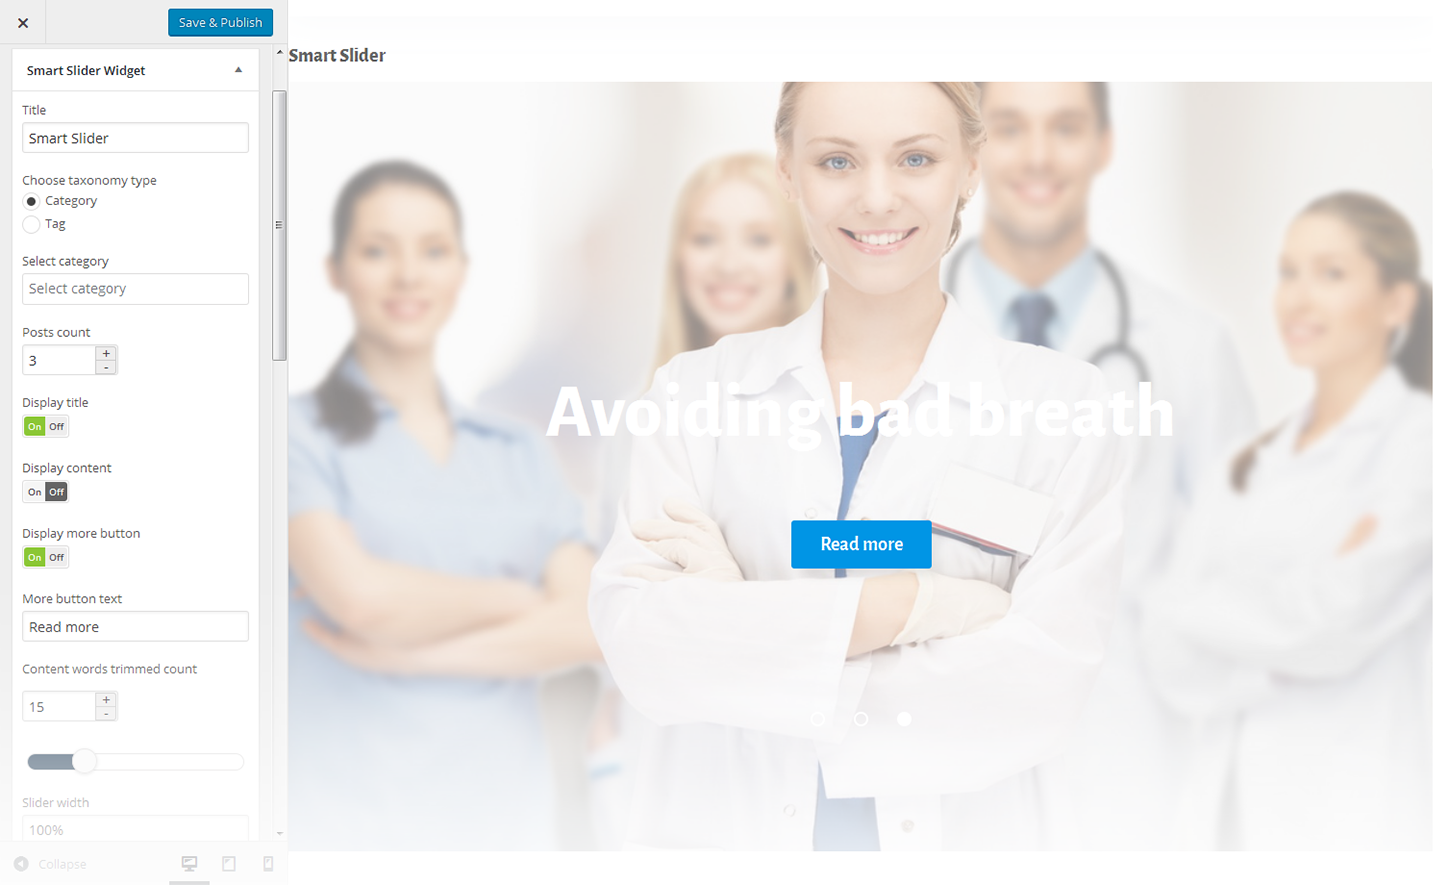 Save & Publish
Smart Slider Widget
Title
Smart Slider
Choose taxonomy type
Category
Tag
Select category
Select category
Posts count
3
+
-
Display title
On Off
Display content
On Off
Display more button
On Off
More button text
Read more
Content words trimmed count
15
+
-
Slider width
100%
Collapse
Smart Slider
Avoiding bad breath
Read more